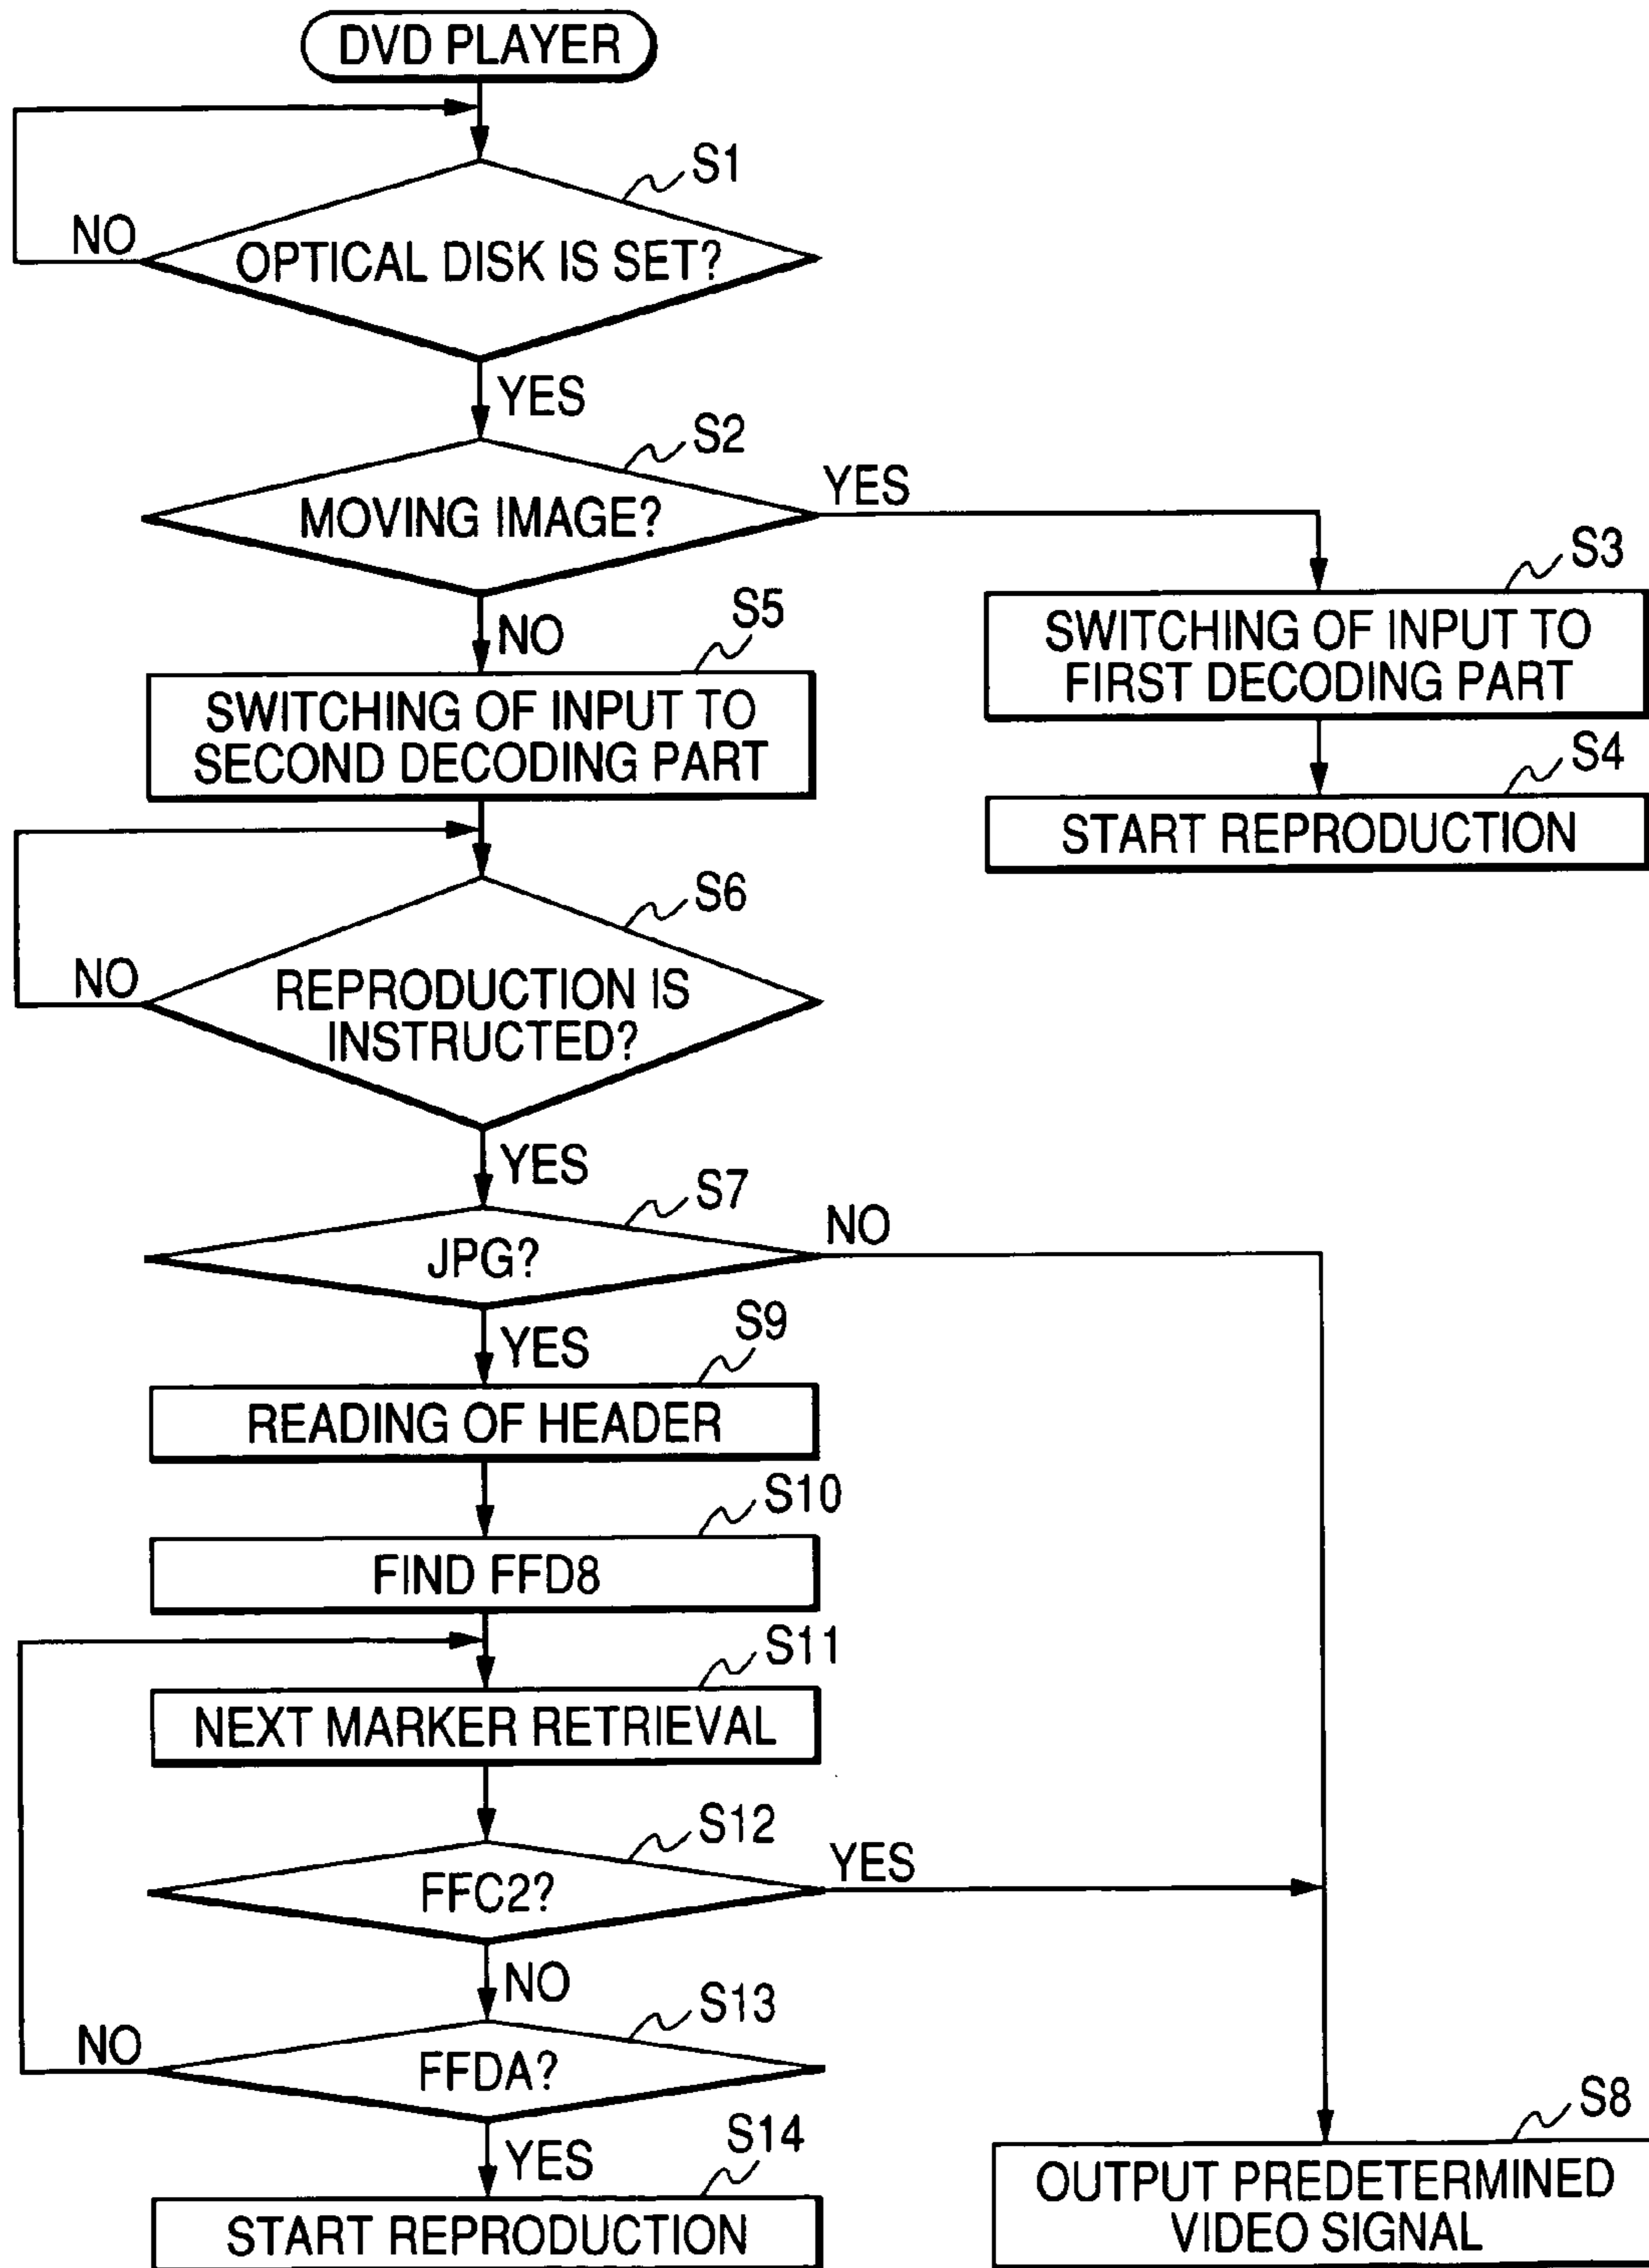 DVD PLAYER
S1
NO
OPTICAL DISK IS SET?
YES
S2
YES
MOVING IMAGE?
S3
NO
S5
SWITCHING OF INPUT TO
FIRST DECODING PART
SWITCHING OF INPUT TO
SECOND DECODING PART
S4
START REPRODUCTION
S6
NO
REPRODUCTION IS
INSTRUCTED?
YES
S7
NO
JPG?
S9
YES
READING OF HEADER
S10
FIND FFD8
S11
NEXT MARKER RETRIEVAL
S12
YES
FFC2?
NO
S13
NO
FFDA?
S8
S14
YES
OUTPUT PREDETERMINED
VIDEO SIGNAL
START REPRODUCTION